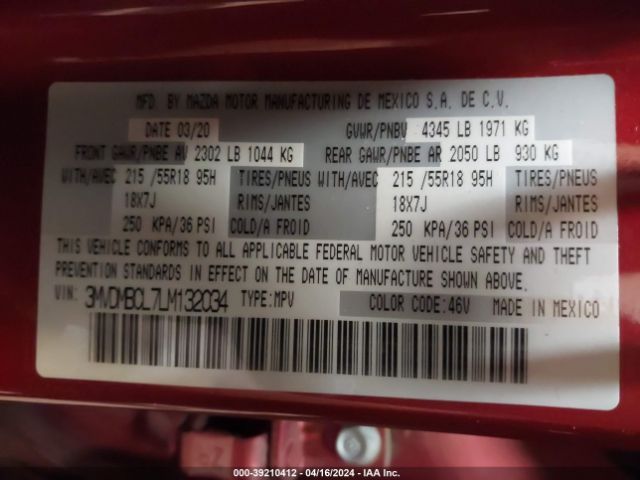 MFD. BY MAZDA MOTOR MANUFACTURING DE MEXICO S.A. DE C.V.
DATE 03/20 GVWR/PNBV 4345 LB 1971 KG
FRONT GAWR/PNBE AV 2302 LB 1044 KG REAR GAWR/PNBE AR 2050 LB 930 KG
WITH/AVEC 215 /55R18 95H TIRES/PNEUS WITH/AVEC 215 /55R18 95H TIRES/PNEUS
18X7J RIMS/JANTES 18X7J RIMS/JANTES
250 KPA/36 PSI COLD/A FROID 250 KPA/36 PSI COLD/A FROID
THIS VEHICLE CONFORMS TO ALL APPLICABLE FEDERAL MOTOR VEHICLE SAFETY AND THEFT
PREVENTION STANDARDS IN EFFECT ON THE DATE OF MANUFACTURE SHOWN ABOVE.
VIN: 3MVDMBCL7LM132034 TYPE:MPV COLOR CODE:46V MADE IN MEXICO
000-39210412 - 04/16/2024 - IAA Inc.